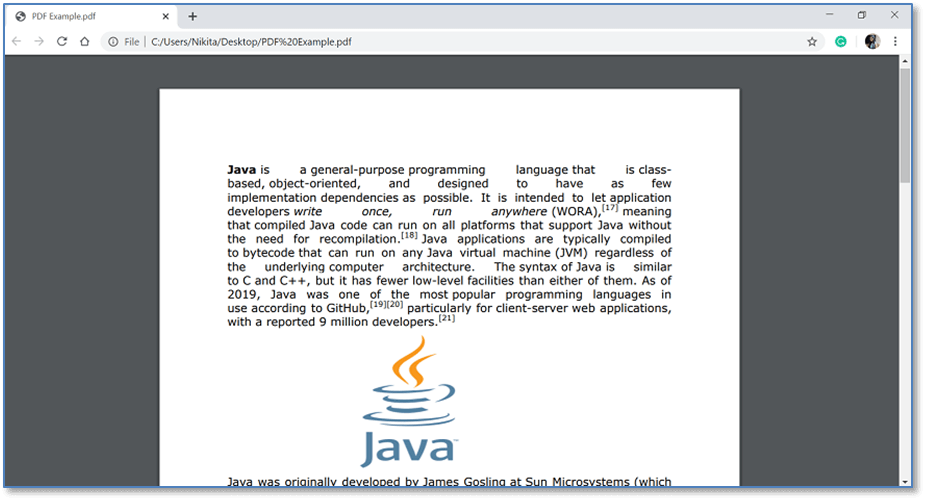 PDF Example.pdf
File | C:/Users/Nikita/Desktop/PDF%20Example.pdf
Java is a general-purpose programming language that is class-
based, object-oriented, and designed to have as few
implementation dependencies as possible. It is intended to let application
developers write once, run anywhere (WORA),[17] meaning
that compiled Java code can run on all platforms that support Java without
the need for recompilation.[18] Java applications are typically compiled
to bytecode that can run on any Java virtual machine (JVM) regardless of
the underlying computer architecture. The syntax of Java is similar
to C and C++, but it has fewer low-level facilities than either of them. As of
2019, Java was one of the most popular programming languages in
use according to GitHub,[19][20] particularly for client-server web applications,
with a reported 9 million developers.[21]
Java™
Java was originally developed by James Gosling at Sun Microsystems (which